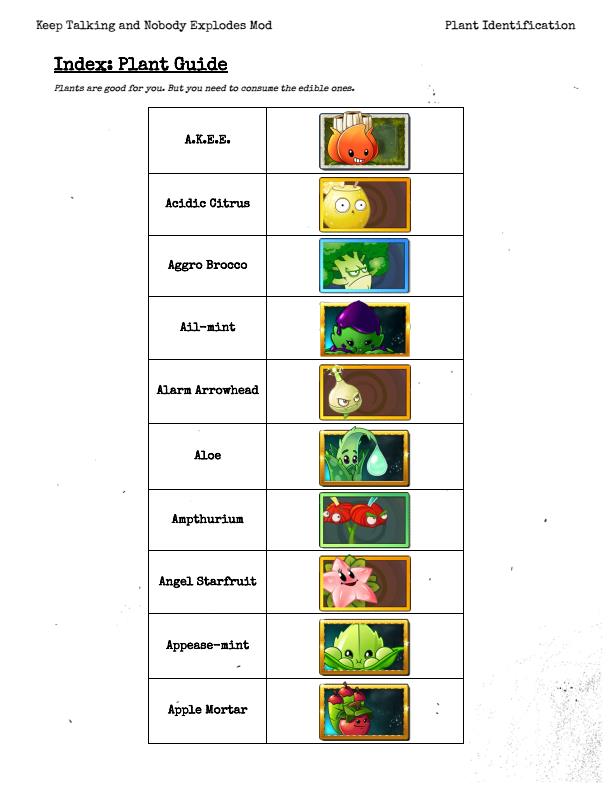 Keep Talking and Nobody Explodes Mod
Plant Identification
Index: Plant Guide
Plants are good for you. But you need to consume the edible ones.
A.K.E.E.
Acidic Citrus
Aggro Brocco
Ail-mint
Alarm Arrowhead
Aloe
Ampthurium
Angel Starfruit
Appease-mint
Apple Mortar